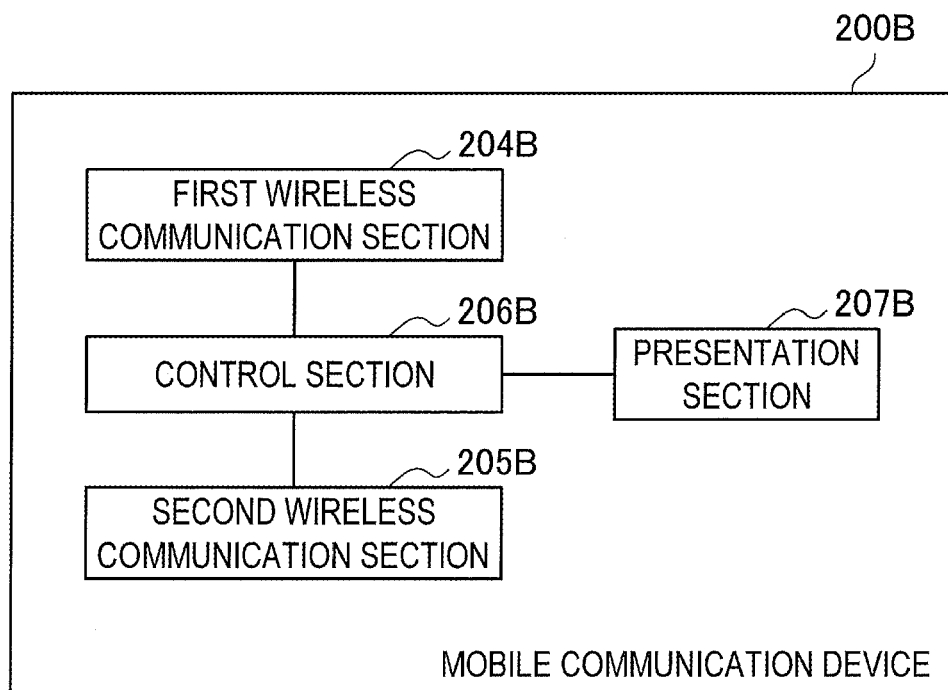 200B
204B
FIRST WIRELESS
COMMUNICATION SECTION
206B
CONTROL SECTION
207B
PRESENTATION
SECTION
205B
SECOND WIRELESS
COMMUNICATION SECTION
MOBILE COMMUNICATION DEVICE